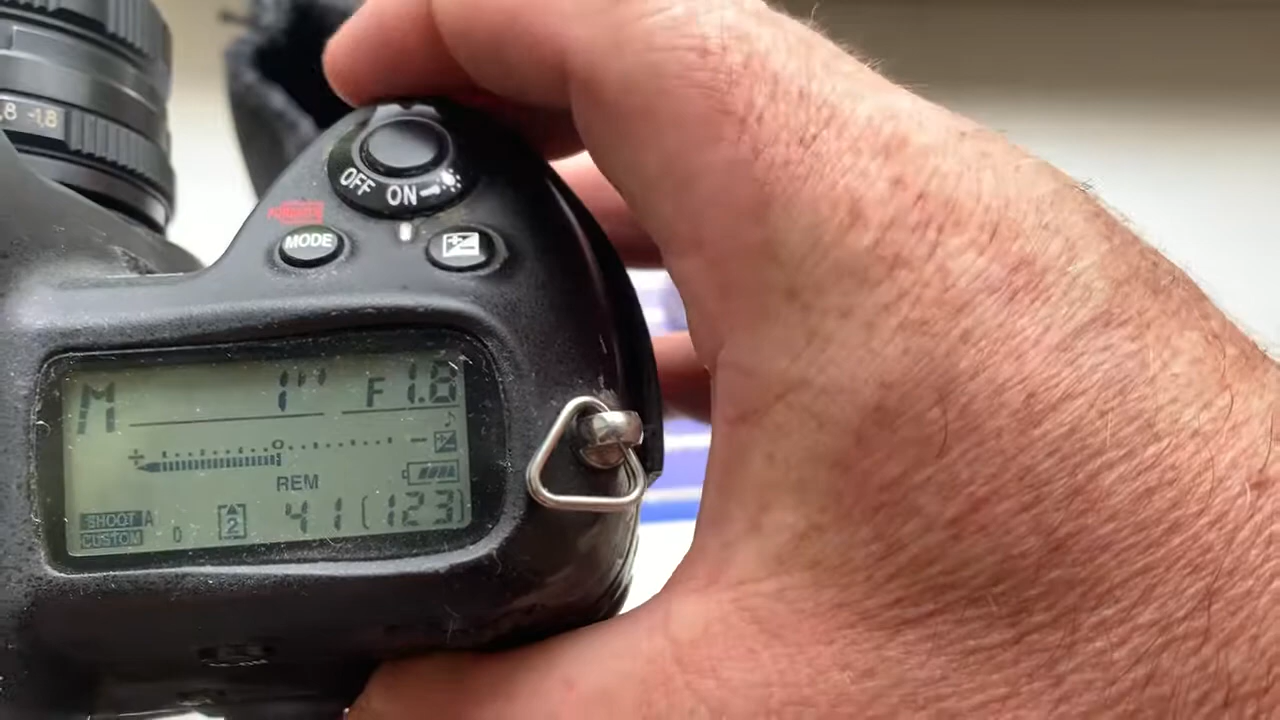 ,8 -1,8
OFF ON
FORMAT
MODE
M 1" F1.8
+ 0 -
REM
SHOOT A
CUSTOM D 2 41 (123)